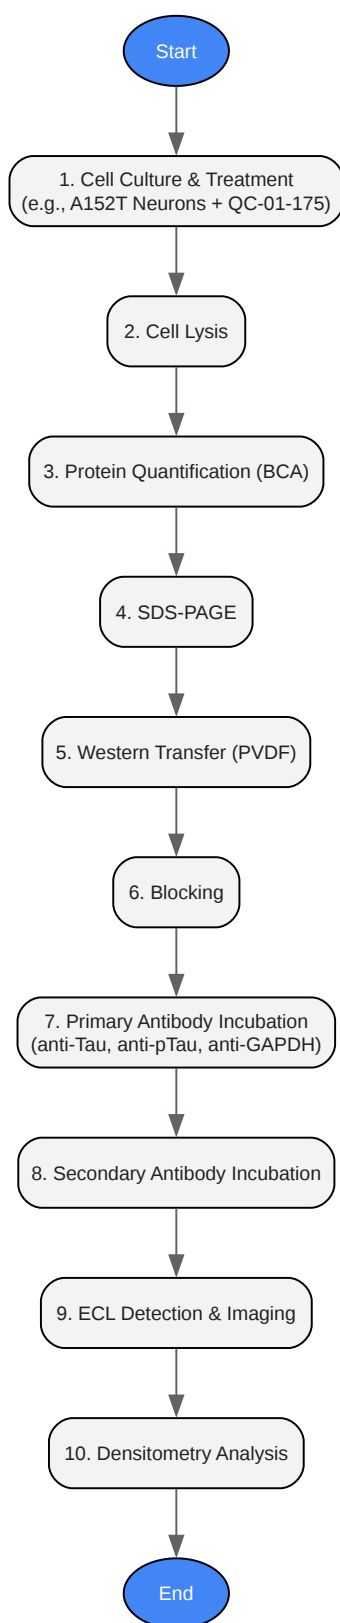 Start
1. Cell Culture & Treatment
(e.g., A152T Neurons + QC-01-175)
2. Cell Lysis
3. Protein Quantification (BCA)
4. SDS-PAGE
5. Western Transfer (PVDF)
6. Blocking
7. Primary Antibody Incubation
(anti-Tau, anti-pTau, anti-GAPDH)
8. Secondary Antibody Incubation
9. ECL Detection & Imaging
10. Densitometry Analysis
End